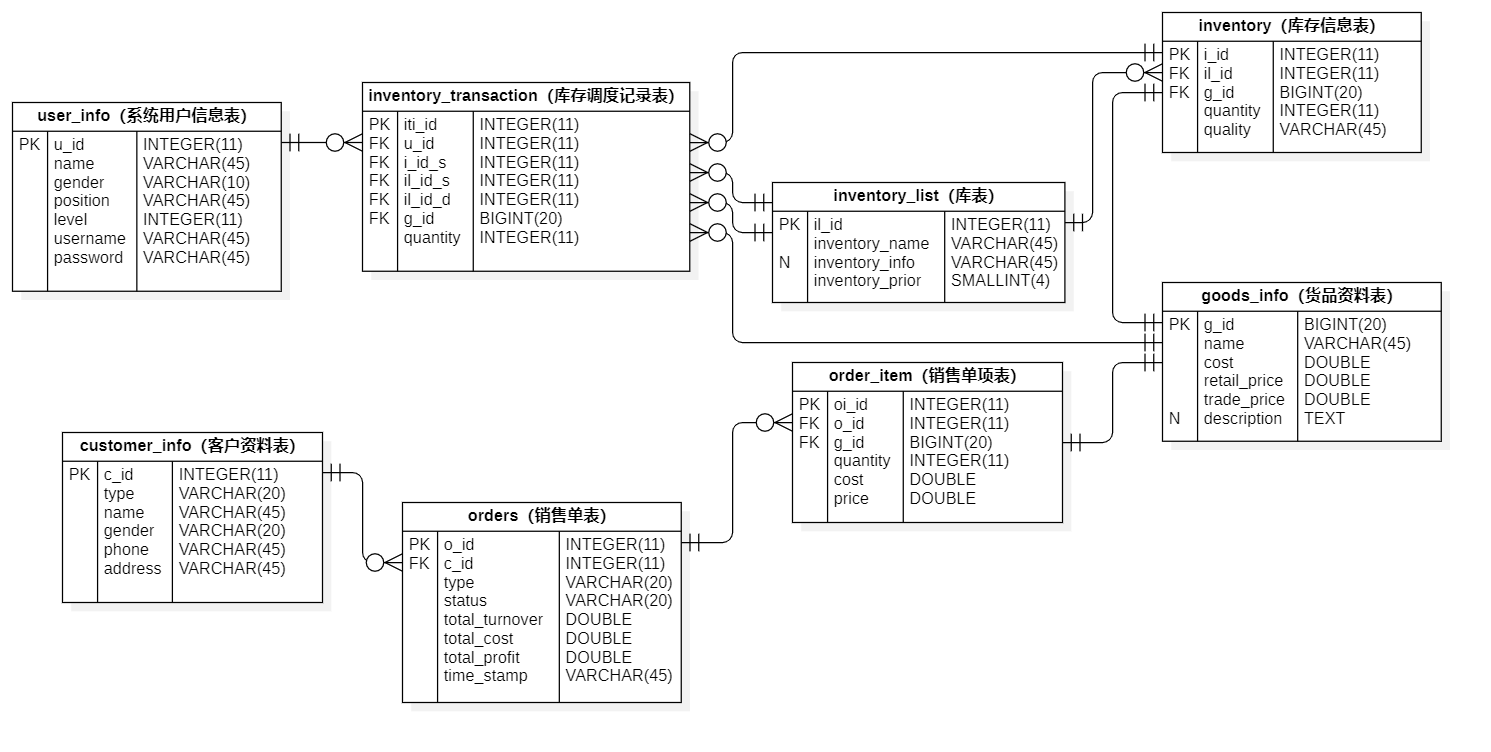 user_info（系统用户信息表）
PK u_id INTEGER(11)
name VARCHAR(45)
gender VARCHAR(10)
position VARCHAR(45)
level INTEGER(11)
username VARCHAR(45)
password VARCHAR(45)
inventory_transaction（库存调度记录表）
PK iti_id INTEGER(11)
FK u_id INTEGER(11)
FK i_id_s INTEGER(11)
FK il_id_s INTEGER(11)
FK il_id_d INTEGER(11)
FK g_id BIGINT(20)
quantity INTEGER(11)
inventory（库存信息表）
PK i_id INTEGER(11)
FK il_id INTEGER(11)
FK g_id BIGINT(20)
quantity INTEGER(11)
quality VARCHAR(45)
inventory_list（库表）
PK il_id INTEGER(11)
inventory_name VARCHAR(45)
N inventory_info VARCHAR(45)
inventory_prior SMALLINT(4)
goods_info（货品资料表）
PK g_id BIGINT(20)
name VARCHAR(45)
cost DOUBLE
retail_price DOUBLE
trade_price DOUBLE
N description TEXT
order_item（销售单项表）
PK oi_id INTEGER(11)
FK o_id INTEGER(11)
FK g_id BIGINT(20)
quantity INTEGER(11)
cost DOUBLE
price DOUBLE
customer_info（客户资料表）
PK c_id INTEGER(11)
type VARCHAR(20)
name VARCHAR(45)
gender VARCHAR(20)
phone VARCHAR(45)
address VARCHAR(45)
orders（销售单表）
PK o_id INTEGER(11)
FK c_id INTEGER(11)
type VARCHAR(20)
status VARCHAR(20)
total_turnover DOUBLE
total_cost DOUBLE
total_profit DOUBLE
time_stamp VARCHAR(45)